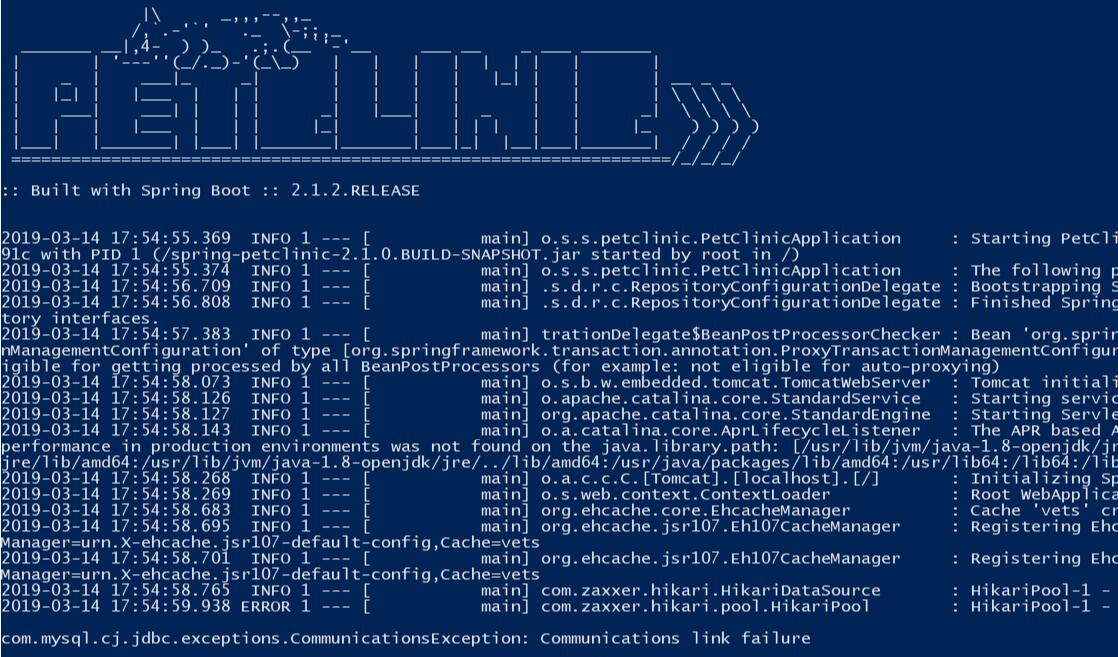 PETCLINIC
:: Built with Spring Boot :: 2.1.2.RELEASE
2019-03-14 17:54:55.369  INFO 1 --- [           main] o.s.s.petclinic.PetClinicApplication     : Starting PetCli
91c with PID 1 (/spring-petclinic-2.1.0.BUILD-SNAPSHOT.jar started by root in /)
2019-03-14 17:54:55.374  INFO 1 --- [           main] o.s.s.petclinic.PetClinicApplication     : The following p
2019-03-14 17:54:56.709  INFO 1 --- [           main] .s.d.r.c.RepositoryConfigurationDelegate : Bootstrapping S
2019-03-14 17:54:56.808  INFO 1 --- [           main] .s.d.r.c.RepositoryConfigurationDelegate : Finished Spring
tory interfaces.
2019-03-14 17:54:57.383  INFO 1 --- [           main] trationDelegate$BeanPostProcessorChecker : Bean 'org.sprin
nManagementConfiguration' of type [org.springframework.transaction.annotation.ProxyTransactionManagementConfigur
igible for getting processed by all BeanPostProcessors (for example: not eligible for auto-proxying)
2019-03-14 17:54:58.073  INFO 1 --- [           main] o.s.b.w.embedded.tomcat.TomcatWebServer  : Tomcat initiali
2019-03-14 17:54:58.126  INFO 1 --- [           main] o.apache.catalina.core.StandardService   : Starting servic
2019-03-14 17:54:58.127  INFO 1 --- [           main] org.apache.catalina.core.StandardEngine  : Starting Servle
2019-03-14 17:54:58.143  INFO 1 --- [           main] o.a.catalina.core.AprLifecycleListener   : The APR based A
performance in production environments was not found on the java.library.path: [/usr/lib/jvm/java-1.8-openjdk/jr
jre/lib/amd64:/usr/lib/jvm/java-1.8-openjdk/jre/../lib/amd64:/usr/java/packages/lib/amd64:/usr/lib64:/lib64:/lib
2019-03-14 17:54:58.268  INFO 1 --- [           main] o.a.c.c.C.[Tomcat].[localhost].[/]       : Initializing Sp
2019-03-14 17:54:58.269  INFO 1 --- [           main] o.s.web.context.ContextLoader            : Root WebApplica
2019-03-14 17:54:58.683  INFO 1 --- [           main] org.ehcache.core.EhcacheManager          : Cache 'vets' cr
2019-03-14 17:54:58.695  INFO 1 --- [           main] org.ehcache.jsr107.Eh107CacheManager     : Registering Ehc
Manager=urn.X-ehcache.jsr107-default-config,Cache=vets
2019-03-14 17:54:58.701  INFO 1 --- [           main] org.ehcache.jsr107.Eh107CacheManager     : Registering Ehc
Manager=urn.X-ehcache.jsr107-default-config,Cache=vets
2019-03-14 17:54:58.765  INFO 1 --- [           main] com.zaxxer.hikari.HikariDataSource       : HikariPool-1 -
2019-03-14 17:54:59.938 ERROR 1 --- [           main] com.zaxxer.hikari.pool.HikariPool        : HikariPool-1 -
com.mysql.cj.jdbc.exceptions.CommunicationsException: Communications link failure